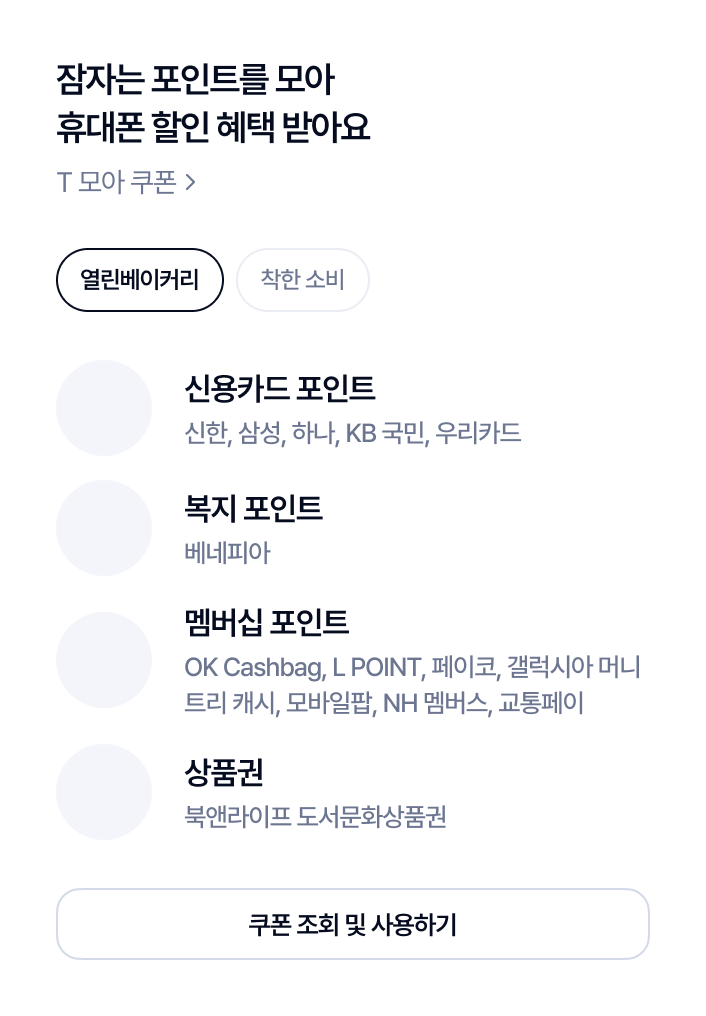 잠자는 포인트를 모아
휴대폰 할인 혜택 받아요
T 모아 쿠폰 >
열린베이커리 착한 소비
신용카드 포인트
신한, 삼성, 하나, KB 국민, 우리카드
복지 포인트
베네피아
멤버십 포인트
OK Cashbag, L POINT, 페이코, 갤럭시아 머니
트리 캐시, 모바일팝, NH 멤버스, 교통페이
상품권
북앤라이프 도서문화상품권
쿠폰 조회 및 사용하기